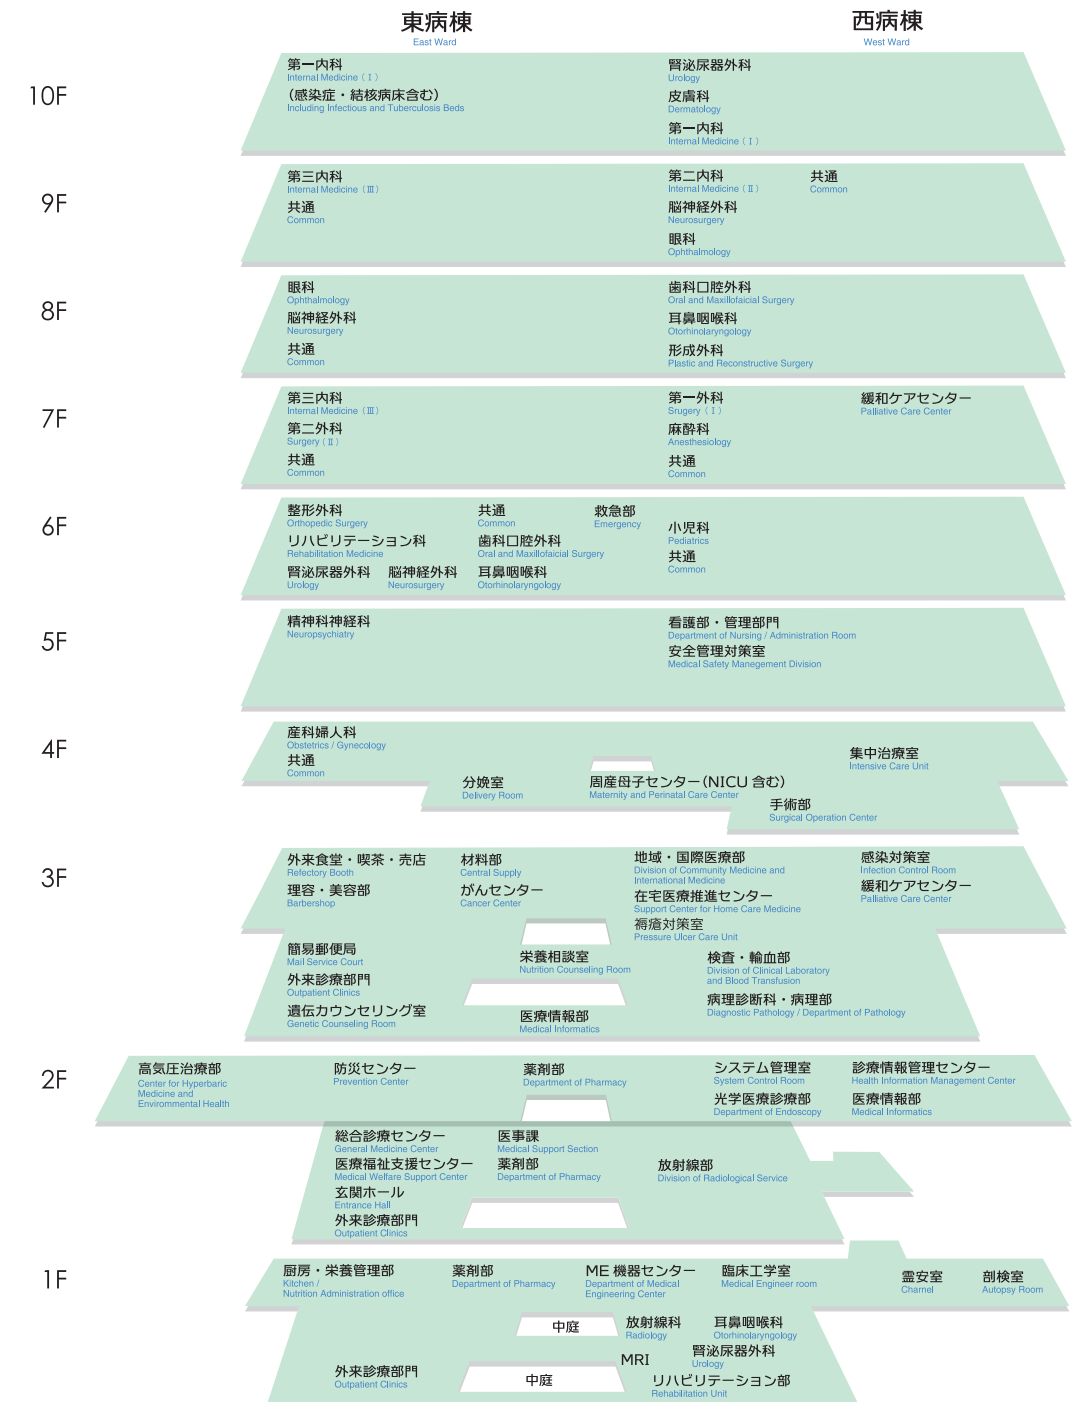 東病棟
East Ward
西病棟
West Ward
10F
第一内科
Internal Medicine（Ⅰ）
(感染症・結核病床含む)
Including Infectious and Tuberculosis Beds
腎泌尿器外科
Urology
皮膚科
Dermatology
第一内科
Internal Medicine（Ⅰ）
9F
第三内科
Internal Medicine（Ⅲ）
共通
Common
第二内科
Internal Medicine（Ⅱ）
共通
Common
脳神経外科
Neurosurgery
眼科
Ophthalmology
8F
眼科
Ophthalmology
脳神経外科
Neurosurgery
共通
Common
歯科口腔外科
Oral and Maxillofaicial Surgery
耳鼻咽喉科
Otorhinolaryngology
形成外科
Plastic and Reconstructive Surgery
7F
第三内科
Internal Medicine（Ⅲ）
第二外科
Surgery（Ⅱ）
共通
Common
第一外科
Srugery（Ⅰ）
緩和ケアセンター
Palliative Care Center
麻酔科
Anesthesiology
共通
Common
6F
整形外科
Orthopedic Surgery
共通
Common
救急部
Emergency
リハビリテーション科
Rehabilitation Medicine
歯科口腔外科
Oral and Maxillofaicial Surgery
腎泌尿器外科
Urology
脳神経外科
Neurosurgery
耳鼻咽喉科
Otorhinolaryngology
小児科
Pediatrics
共通
Common
5F
精神科神経科
Neuropsychiatry
看護部・管理部門
Department of Nursing / Administration Room
安全管理対策室
Medical Safety Manegement Division
4F
産科婦人科
Obstetrics / Gynecology
共通
Common
分娩室
Delivery Room
周産母子センター(NICU 含む)
Maternity and Perinatal Care Center
集中治療室
Intensive Care Unit
手術部
Surgical Operation Center
3F
外来食堂・喫茶・売店
Refectory Booth
材料部
Central Supply
地域・国際医療部
Division of Community Medicine and
International Medicine
感染対策室
Infection Control Room
理容・美容部
Barbershop
がんセンター
Cancer Center
在宅医療推進センター
Support Center for Home Care Medicine
緩和ケアセンター
Palliative Care Center
褥瘡対策室
Pressure Ulcer Care Unit
簡易郵便局
Mail Service Court
栄養相談室
Nutrition Counseling Room
検査・輸血部
Division of Clinical Laboratory
and Blood Transfusion
外来診療部門
Outpatient Clinics
病理診断科・病理部
Diagnostic Pathology / Department of Pathology
遺伝カウンセリング室
Genetic Counseling Room
医療情報部
Medical Informatics
2F
高気圧治療部
Center for Hyperbaric
Medicine and
Environmental Health
防災センター
Prevention Center
薬剤部
Department of Pharmacy
システム管理室
System Control Room
診療情報管理センター
Health Information Management Center
光学医療診療部
Department of Endoscopy
医療情報部
Medical Informatics
総合診療センター
General Medicine Center
医事課
Medical Support Section
医療福祉支援センター
Medical Welfare Support Center
薬剤部
Department of Pharmacy
放射線部
Division of Radiological Service
玄関ホール
Entrance Hall
外来診療部門
Outpatient Clinics
1F
厨房・栄養管理部
Kitchen /
Nutrition Administration office
薬剤部
Department of Pharmacy
ME 機器センター
Department of Medical
Engineering Center
臨床工学室
Medical Engineer room
霊安室
Charnel
剖検室
Autopsy Room
中庭
放射線科
Radiology
耳鼻咽喉科
Otorhinolaryngology
MRI
腎泌尿器外科
Urology
外来診療部門
Outpatient Clinics
中庭
リハビリテーション部
Rehabilitation Unit